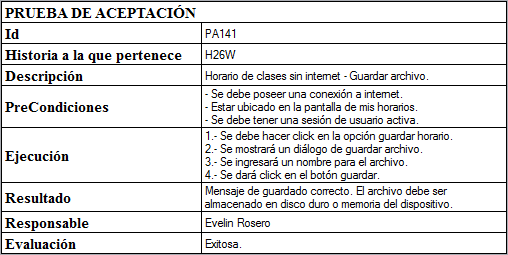 PRUEBA DE ACEPTACIÓN
Id PA141
Historia a la que pertenece H26W
Descripción Horario de clases sin internet - Guardar archivo.
PreCondiciones - Se debe poseer una conexión a internet.
- Estar ubicado en la pantalla de mis horarios.
- Se debe tener una sesión de usuario activa.
Ejecución 1.- Se debe hacer click en la opción guardar horario.
2.- Se mostrará un diálogo de guardar archivo.
3.- Se ingresará un nombre para el archivo.
4.- Se dará click en el botón guardar.
Resultado Mensaje de guardado correcto. El archivo debe ser
almacenado en disco duro o memoria del dispositivo.
Responsable Evelin Rosero
Evaluación Exitosa.